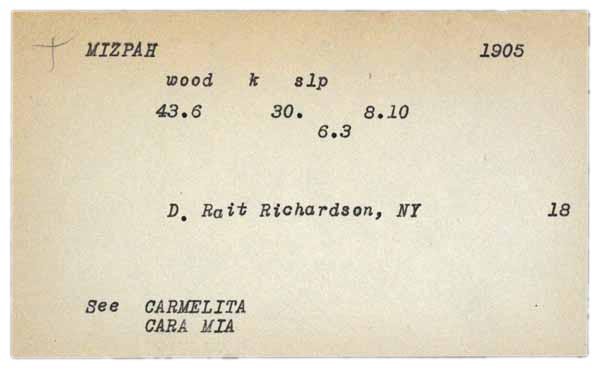 MIZPAH 1905
wood k slp
43.6 30. 8.10
6.3
D. Rait Richardson, NY 18
See CARMELITA
CARA MIA